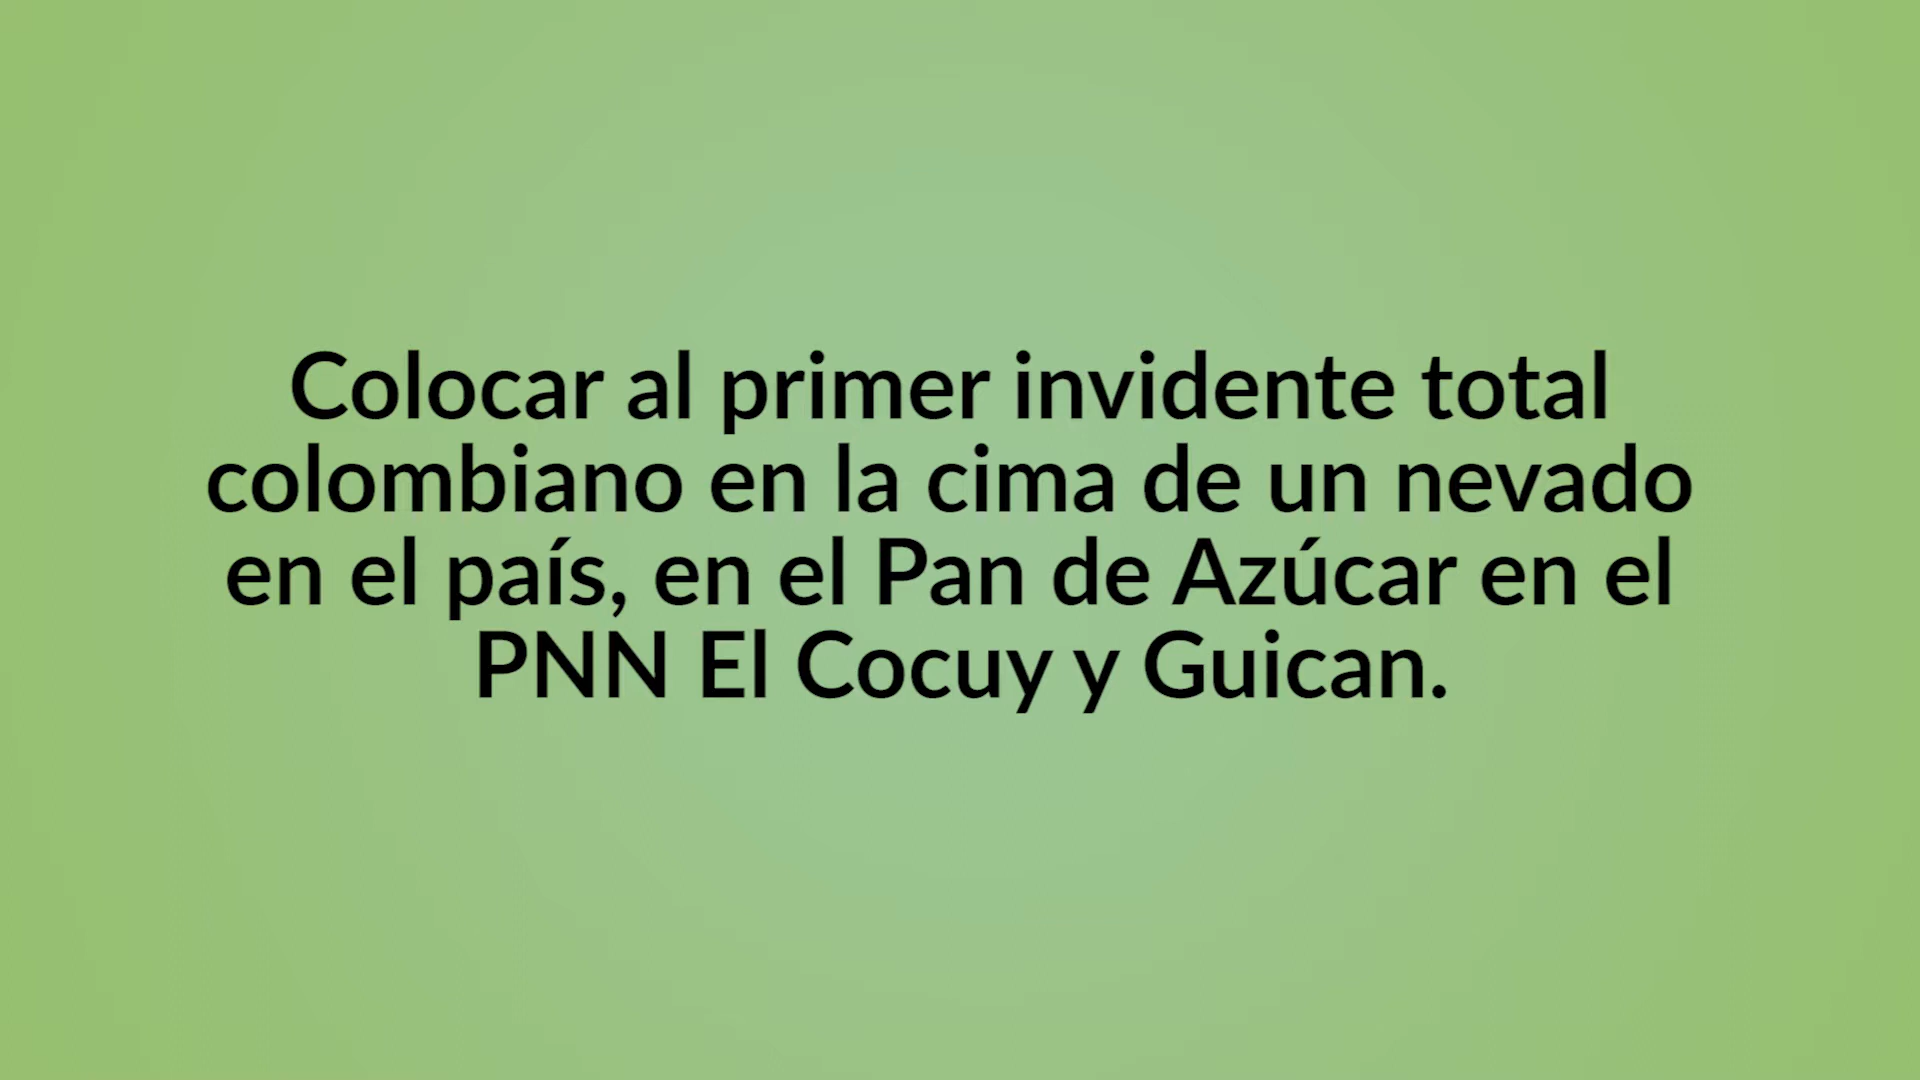 Colocar al primer invidente total
colombiano en la cima de un nevado
en el país, en el Pan de Azúcar en el
PNN El Cocuy y Guican.